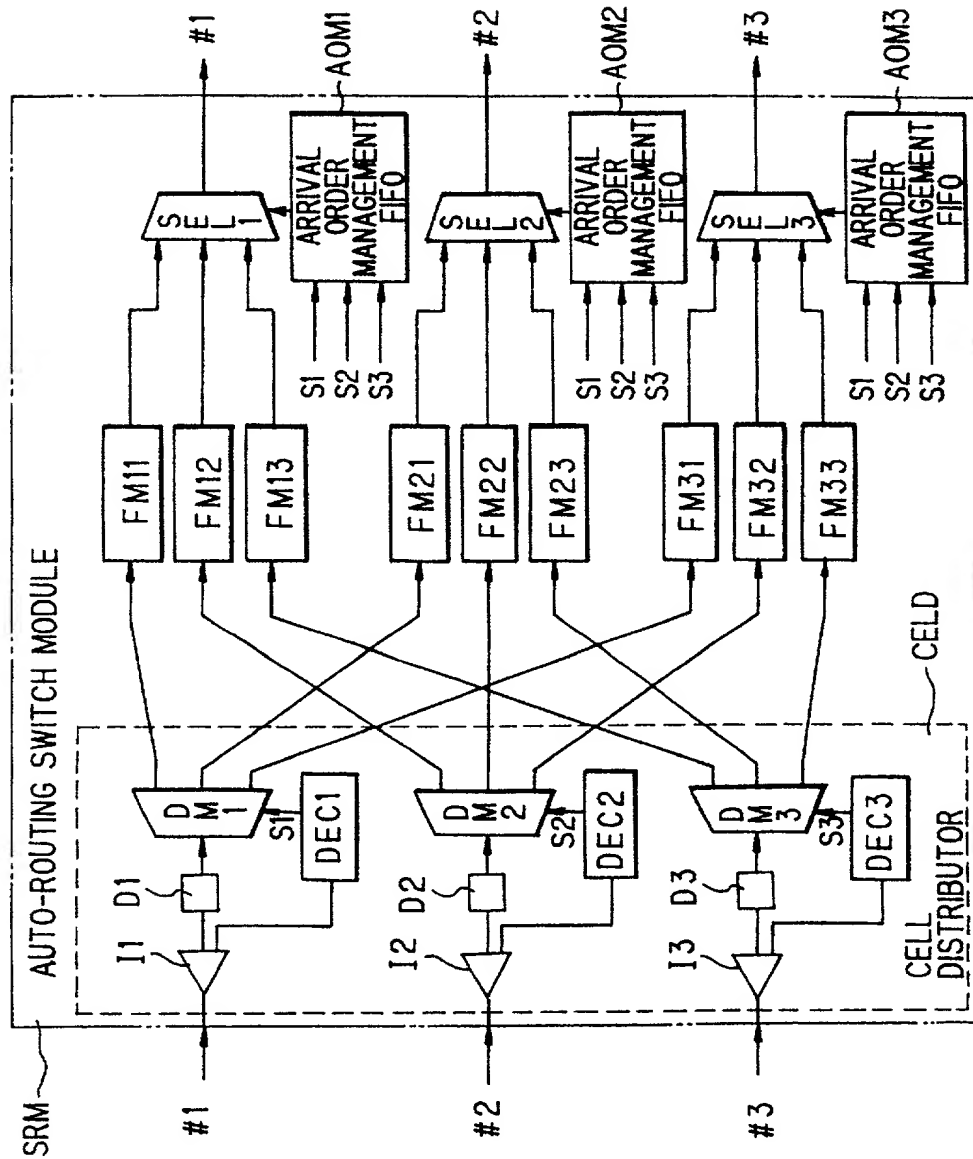 SRM
AUTO-ROUTING SWITCH MODULE
#1
I1
D1
DM1
S1
DEC1
#2
I2
D2
DM2
S2
DEC2
#3
I3
D3
DM3
S3
DEC3
CELL
DISTRIBUTOR
CELD
FM11
FM12
FM13
FM21
FM22
FM23
FM31
FM32
FM33
SEL1
S1
S2
S3
ARRIVAL
ORDER
MANAGEMENT
FIFO
AOM1
#1
SEL2
S1
S2
S3
ARRIVAL
ORDER
MANAGEMENT
FIFO
AOM2
#2
SEL3
S1
S2
S3
ARRIVAL
ORDER
MANAGEMENT
FIFO
AOM3
#3